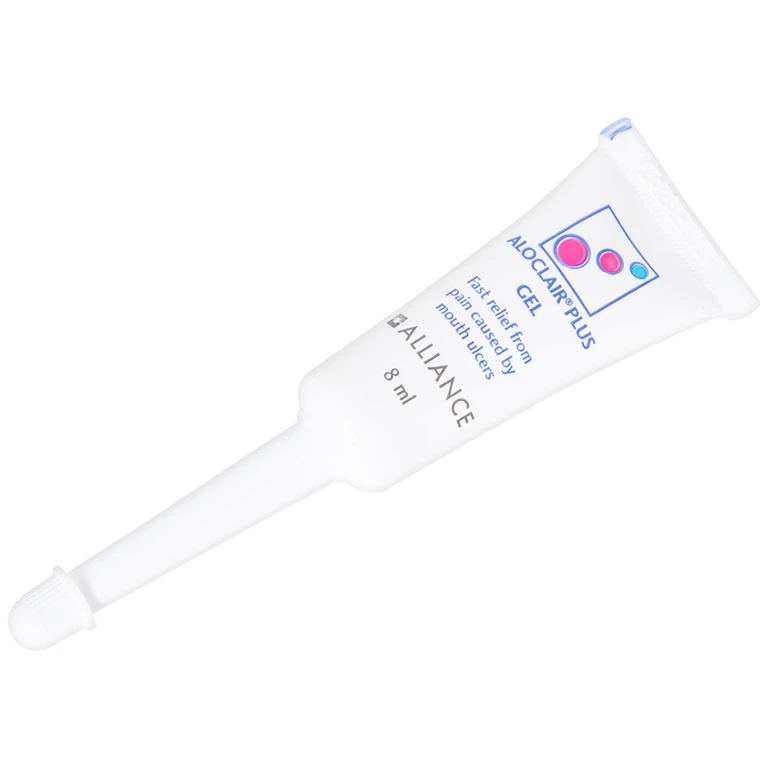 ALOCLAIR® PLUS
GEL
Fast relief from
pain caused by
mouth ulcers
ALLIANCE
8 ml